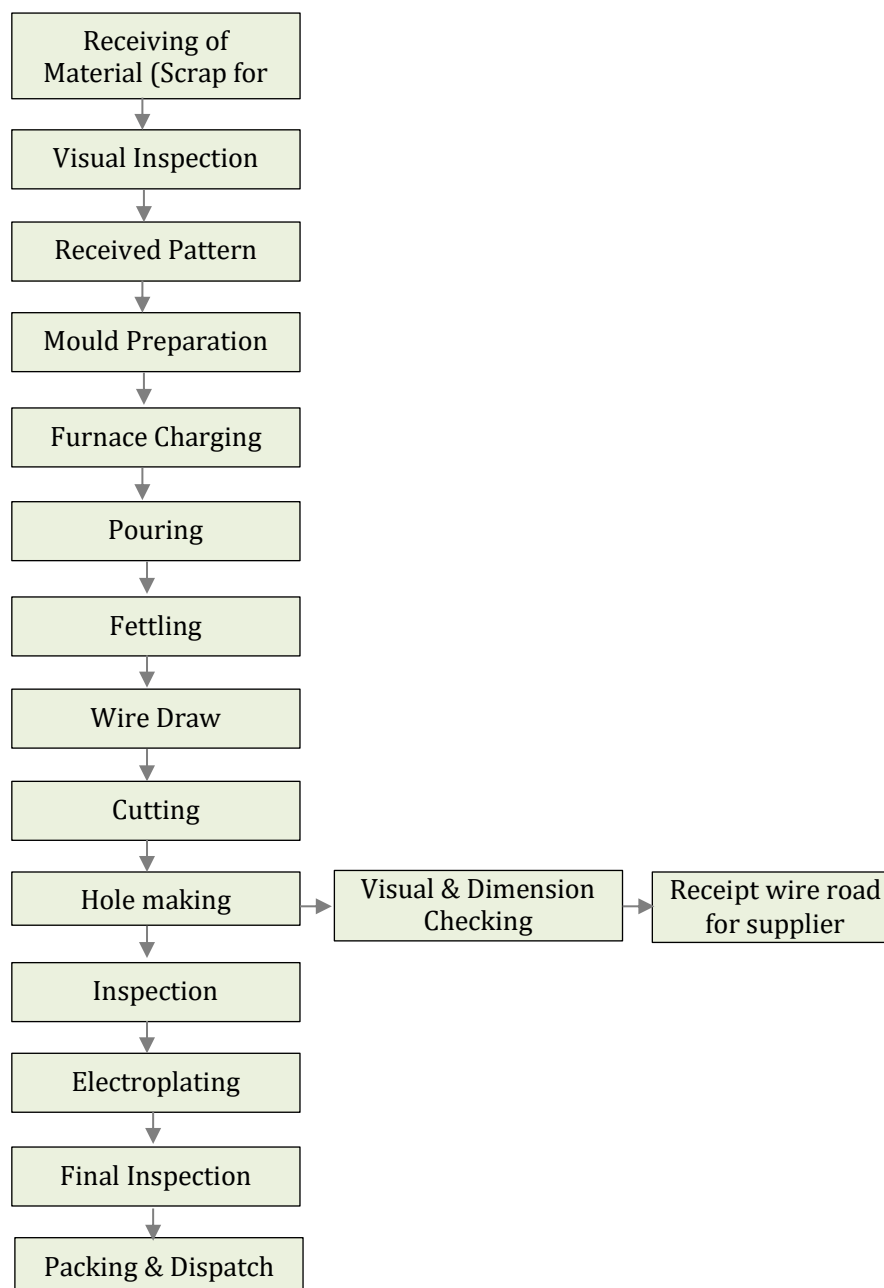 Receiving of
Material (Scrap for
Visual Inspection
Received Pattern
Mould Preparation
Furnace Charging
Pouring
Fettling
Wire Draw
Cutting
Hole making
Visual & Dimension
Checking
Receipt wire road
for supplier
Inspection
Electroplating
Final Inspection
Packing & Dispatch